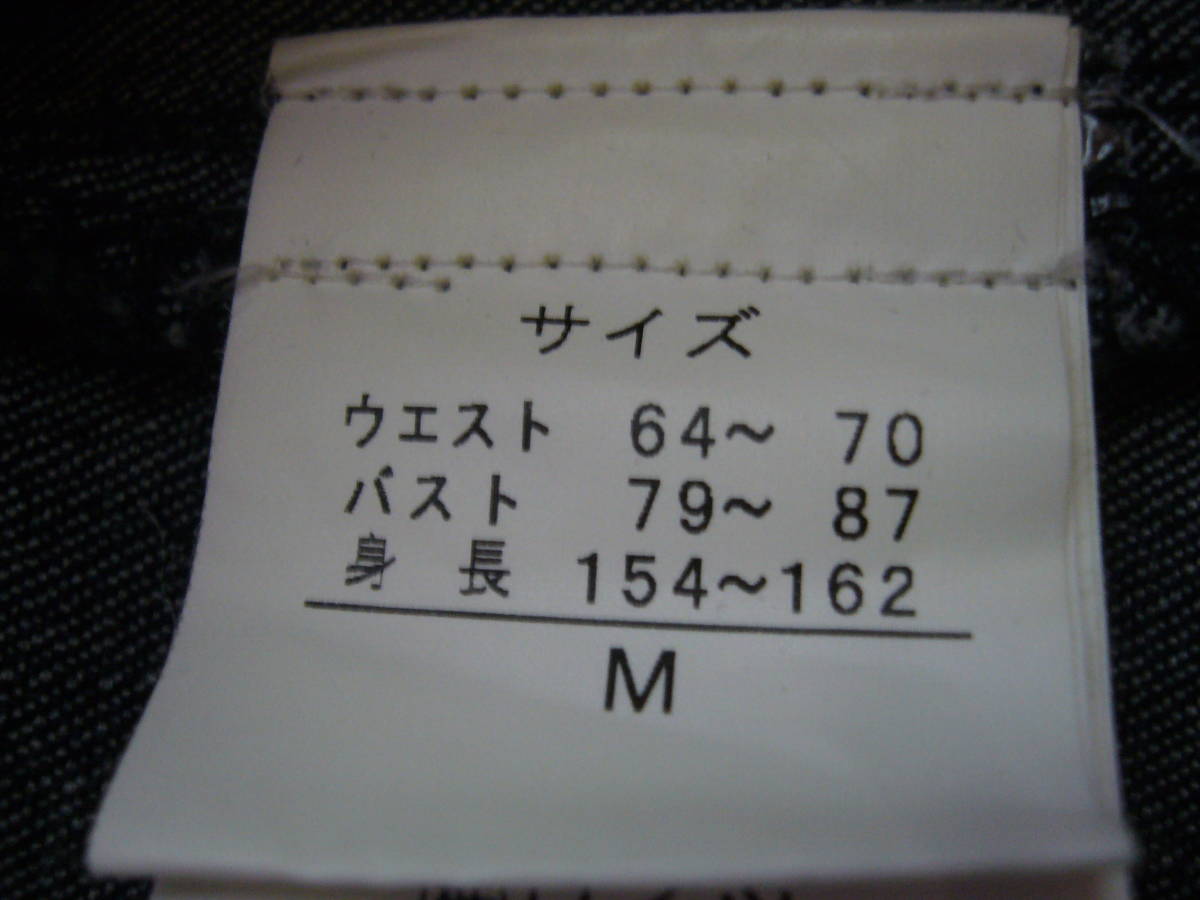 サイズ
ウエスト 64～ 70
バスト 79～ 87
身 長 154～162
M